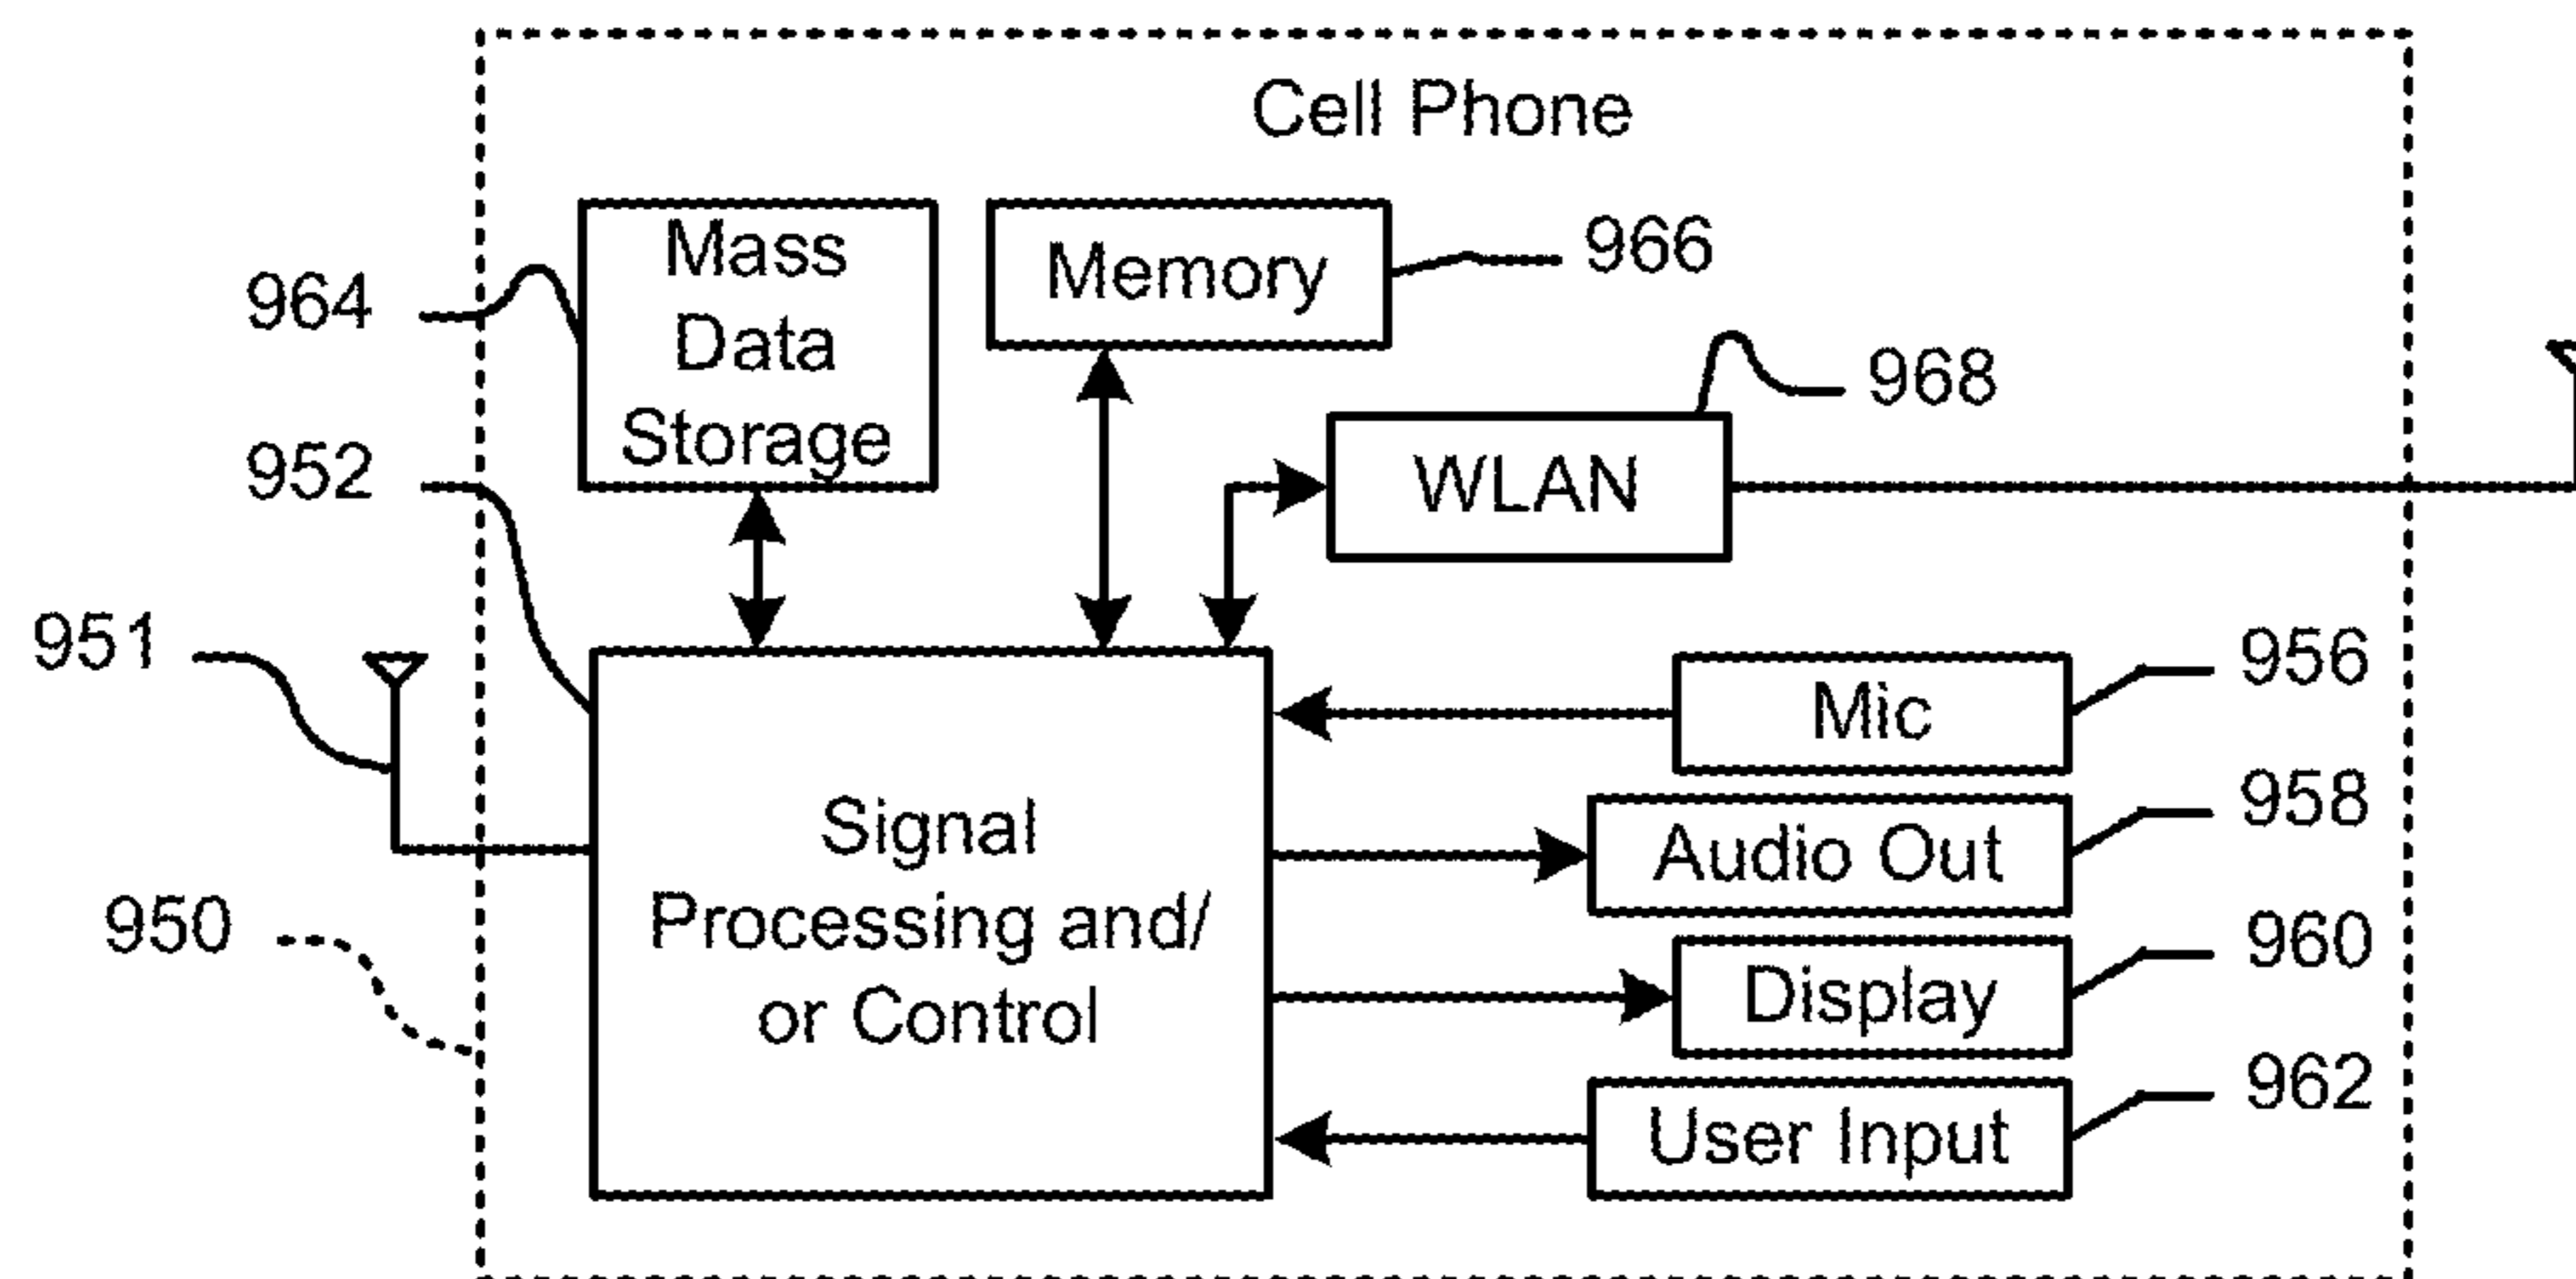 Cell Phone
964
Mass
Data
Storage
Memory
966
968
952
WLAN
951
956
Mic
Signal
Processing and/
or Control
958
Audio Out
950
960
Display
962
User Input